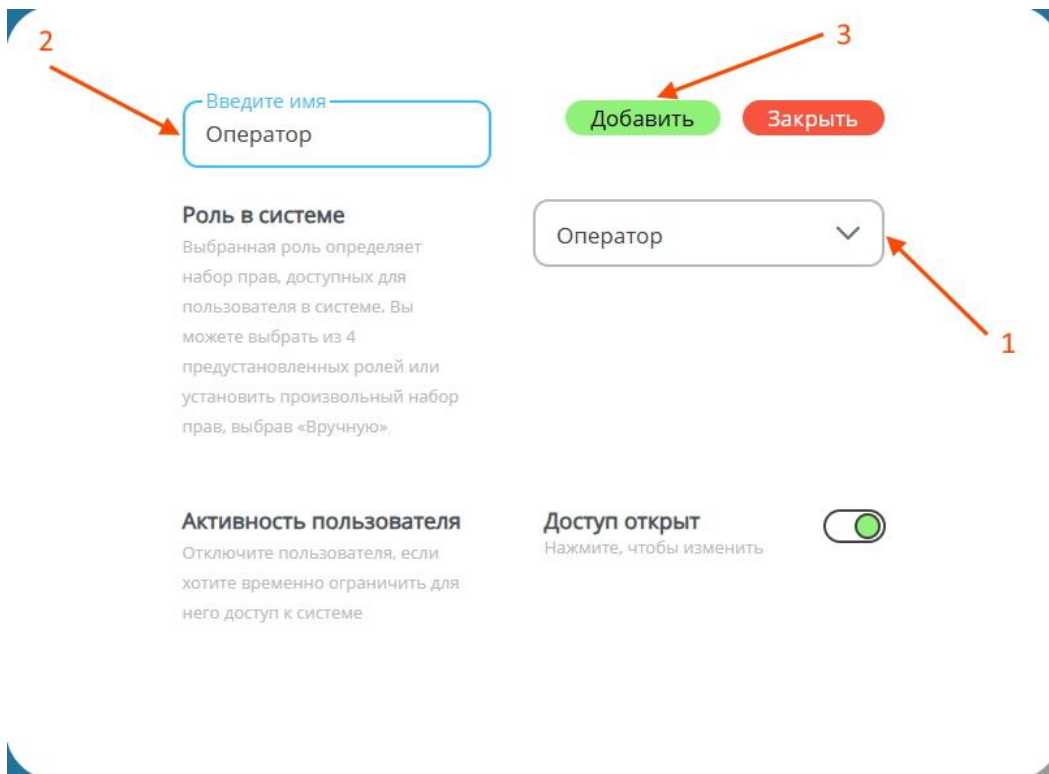 2
3
Введите имя
Оператор
Добавить
Закрыть
Роль в системе
Выбранная роль определяет
набор прав, доступных для
пользователя в системе. Вы
можете выбрать из 4
предустановленных ролей или
установить произвольный набор
прав, выбрав «Вручную»
Оператор
1
Активность пользователя
Отключите пользователя, если
хотите временно ограничить для
него доступ к системе
Доступ открыт
Нажмите, чтобы изменить